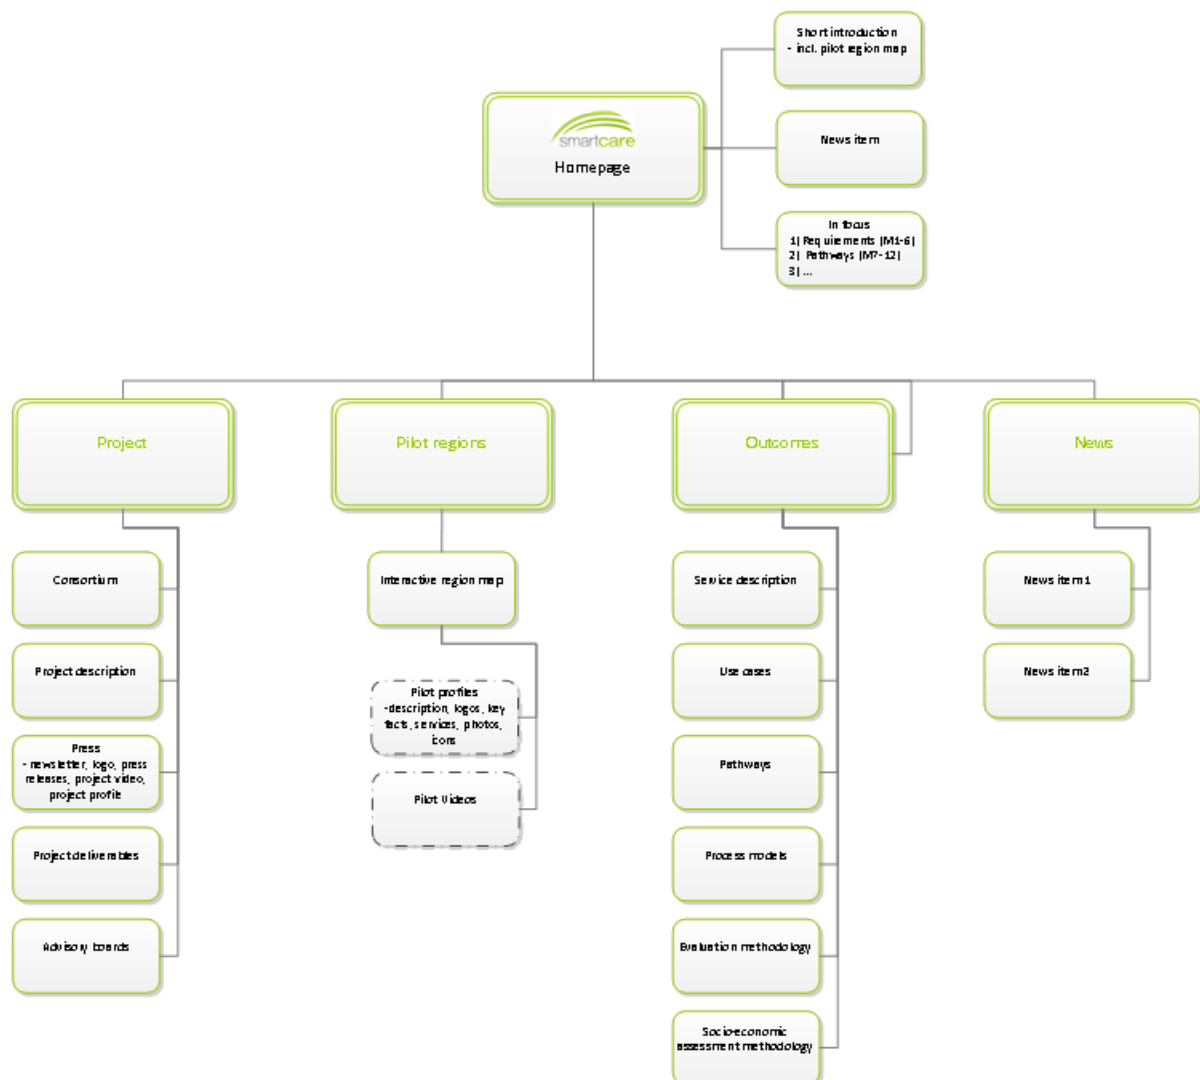 Short introduction
- incl. pilot region map
smartcare
Homepage
News item
In focus
1) Requirements (M1-6)
2) Pathways (M7-12)
3) ...
Project
Pilot regions
Outcomes
News
Consortium
Project description
Press
- newsletter, logo, press
releases, project video,
project profile
Project deliverables
Advisory boards
Interactive region map
Pilot profiles
-description, logos, key
facts, services, photos,
icons
Pilot Videos
Service description
Use cases
Pathways
Process models
Evaluation methodology
Socio-economic
assessment methodology
News item 1
News item 2